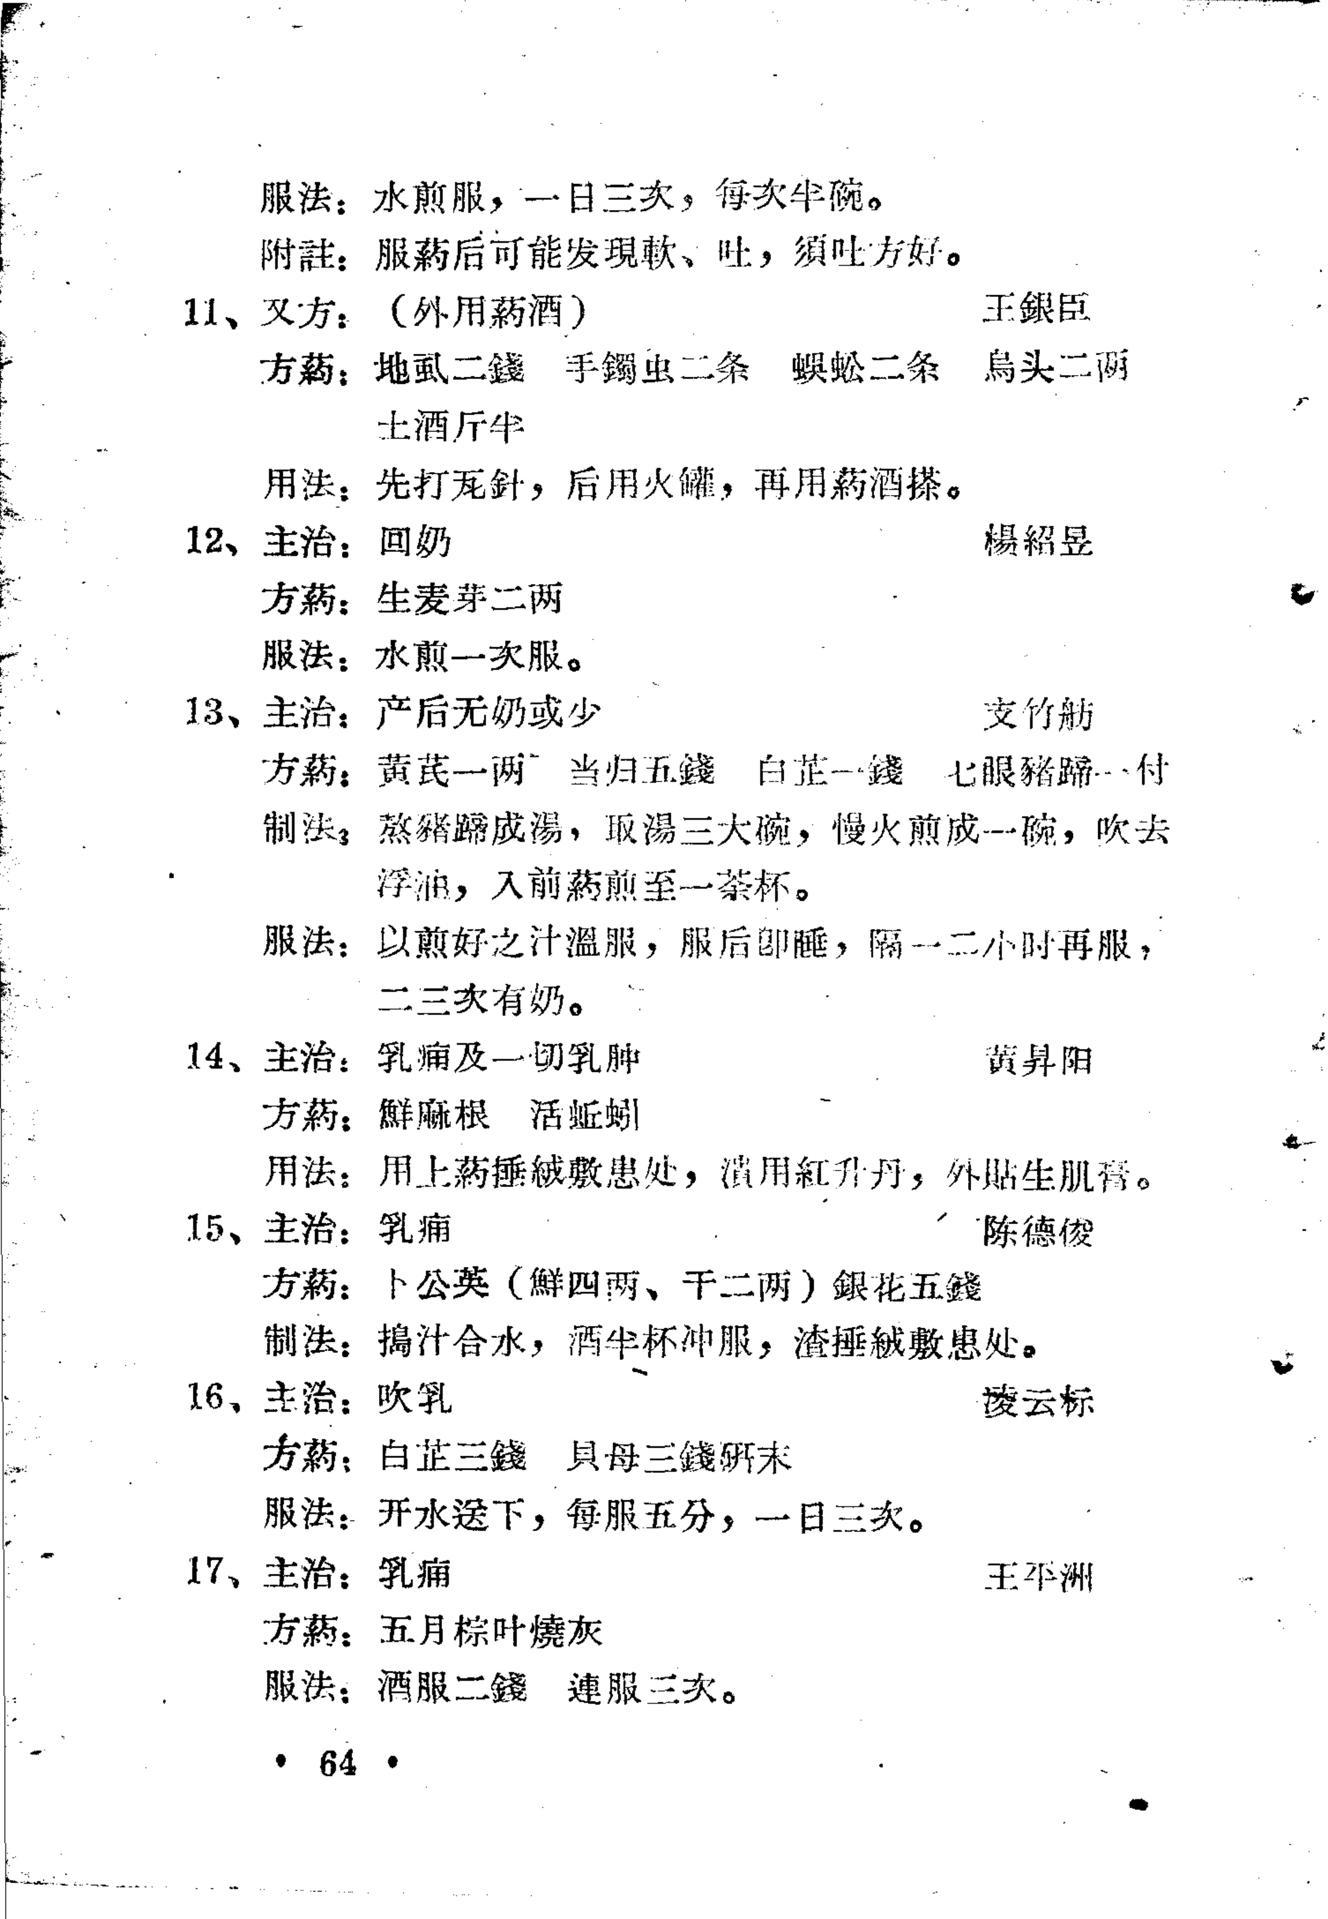 服法：水煎服，一日三次，每次半碗。
附註：服药后可能发現軟、吐，須吐方好。
11、又方：（外用药酒） 王銀臣
方药：地虱二錢 手鐲虫二条 蜈蚣二条 烏头二两
土酒斤半
用法：先打瓦針，后用火罐，再用药酒搽。
12、主治：回奶 楊紹昱
方药：生麦芽二两
服法：水煎一次服。
13、主治：产后无奶或少 支竹舫
方药：黄芪一两 当归五錢 白芷一錢 七眼豬蹄一付
制法：熬豬蹄成湯，取湯三大碗，慢火煎成一碗，吹去
浮油，入前药煎至一茶杯。
服法：以煎好之汁溫服，服后卽睡，隔一二小时再服，
二三次有奶。
14、主治：乳痈及一切乳肿 黄昇阳
方药：鮮麻根 活蚯蚓
用法：用上药捶絨敷患处，潰用紅升丹，外貼生肌膏。
15、主治：乳痈 陈德俊
方药：卜公英（鮮四两、干二两）銀花五錢
制法：搗汁合水，酒半杯冲服，渣捶絨敷患处。
16、主治：吹乳 凌云标
方药：白芷三錢 貝母三錢研末
服法：开水送下，每服五分，一日三次。
17、主治：乳痈 王平洲
方药：五月棕叶燒灰
服法：酒服二錢 連服三次。
• 64 •